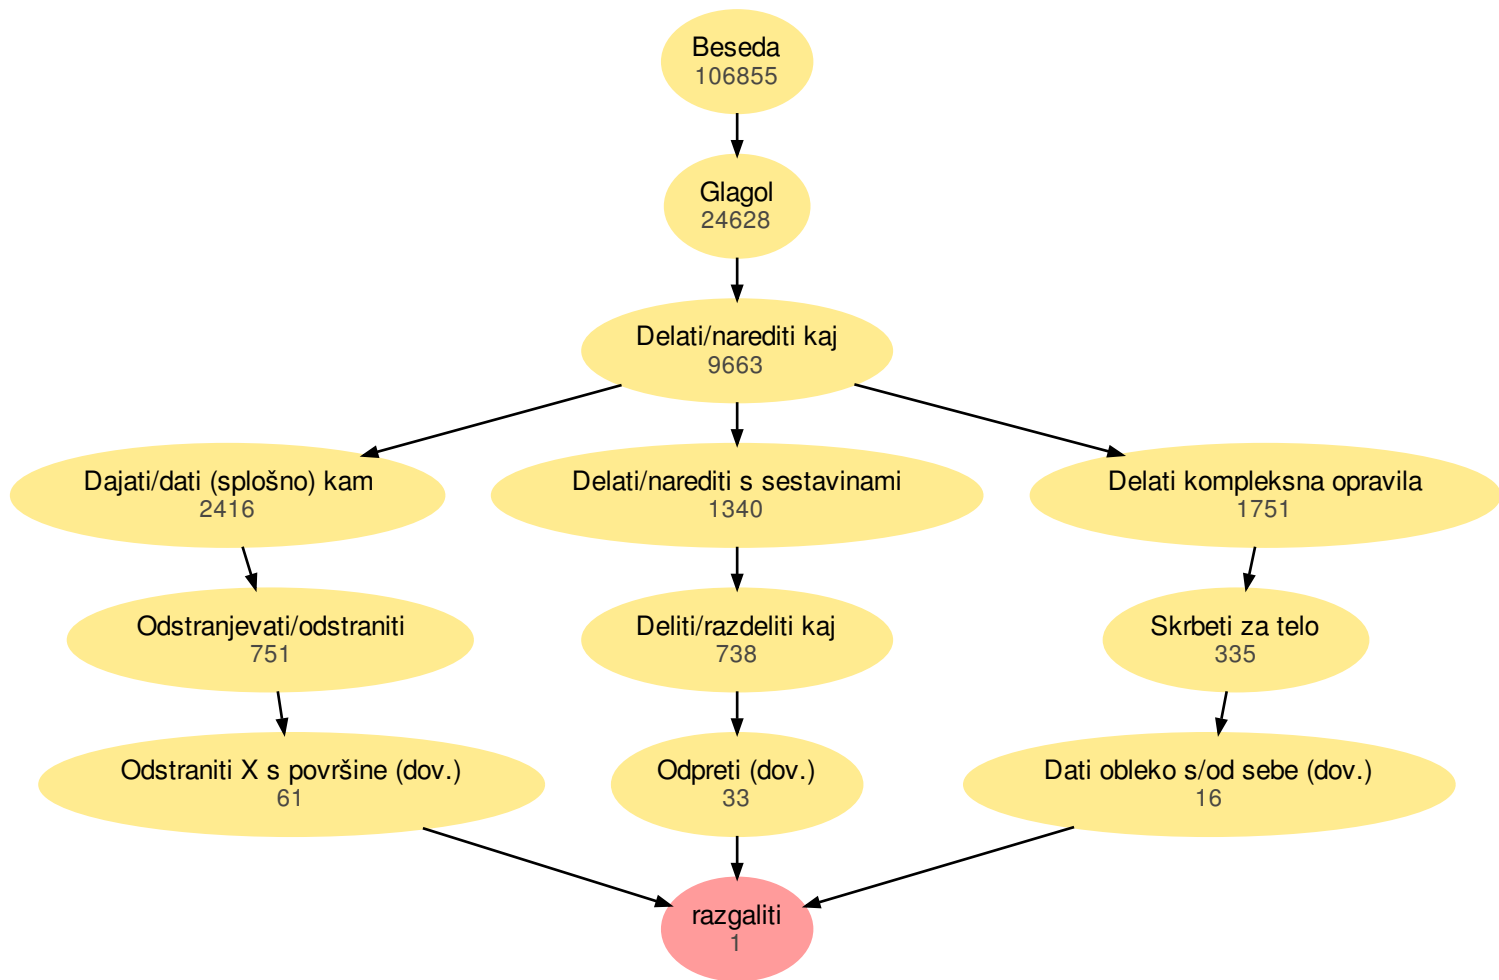 Beseda
106855
Glagol
24628
Delati/narediti kaj
9663
Dajati/dati (splošno) kam
2416
Delati/narediti s sestavinami
1340
Delati kompleksna opravila
1751
Odstranjevati/odstraniti
751
Deliti/razdeliti kaj
738
Skrbeti za telo
335
Odstraniti X s površine (dov.)
61
Odpreti (dov.)
33
Dati obleko s/od sebe (dov.)
16
razgaliti
1